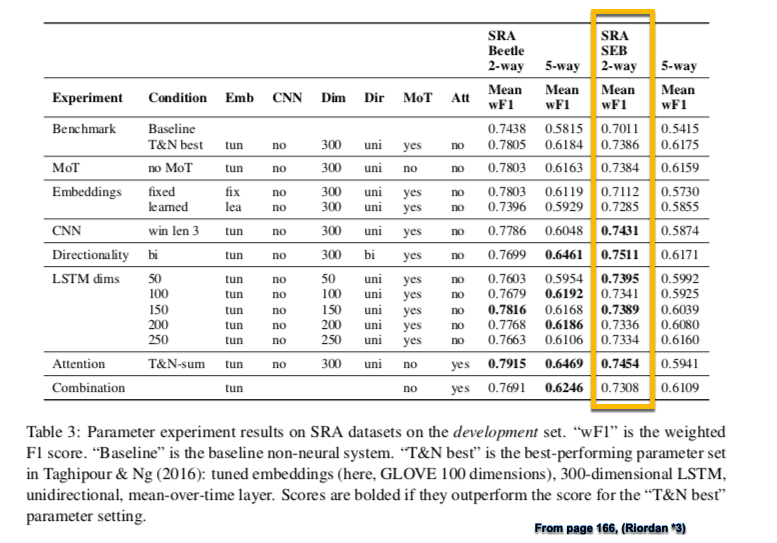 SRA SRA
Beetle SEB
2-way 5-way 2-way 5-way
Experiment Condition Emb CNN Dim Dir MoT Att Mean wF1 Mean wF1 Mean wF1 Mean wF1
Benchmark Baseline 0.7438 0.5815 0.7011 0.5415
T&N best tun no 300 uni yes no 0.7805 0.6184 0.7386 0.6175
MoT no MoT tun no 300 uni no no 0.7803 0.6163 0.7384 0.6159
Embeddings fixed fix no 300 uni yes no 0.7803 0.6119 0.7112 0.5730
learned lea no 300 uni yes no 0.7396 0.5929 0.7285 0.5855
CNN win len 3 tun no 300 uni yes no 0.7786 0.6048 0.7431 0.5874
Directionality bi tun no 300 bi yes no 0.7699 0.6461 0.7511 0.6171
LSTM dims 50 tun no 50 uni yes no 0.7603 0.5954 0.7395 0.5992
100 tun no 100 uni yes no 0.7679 0.6192 0.7341 0.5925
150 tun no 150 uni yes no 0.7816 0.6168 0.7389 0.6039
200 tun no 200 uni yes no 0.7768 0.6186 0.7336 0.6080
250 tun no 250 uni yes no 0.7663 0.6106 0.7334 0.6160
Attention T&N-sum tun no 300 uni no yes 0.7915 0.6469 0.7454 0.5941
Combination tun no yes 0.7691 0.6246 0.7308 0.6109
Table 3: Parameter experiment results on SRA datasets on the development set. “wF1” is the weighted
F1 score. “Baseline” is the baseline non-neural system. “T&N best” is the best-performing parameter set
in Taghipour & Ng (2016): tuned embeddings (here, GLOVE 100 dimensions), 300-dimensional LSTM,
unidirectional, mean-over-time layer. Scores are bolded if they outperform the score for the “T&N best”
parameter setting.
From page 166, (Riordan *3)